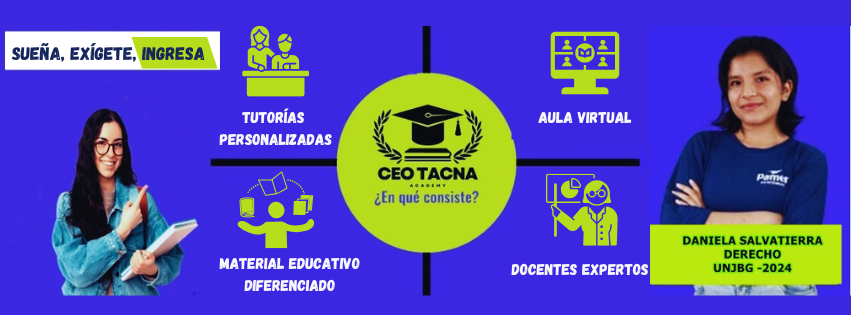 SUEÑA, EXÍGETE, INGRESA
TUTORÍAS
PERSONALIZADAS
AULA VIRTUAL
CEO TACNA
ACADEMY
¿En qué consiste?
MATERIAL EDUCATIVO
DIFERENCIADO
DOCENTES EXPERTOS
Pamer
DANIELA SALVATIERRA
DERECHO
UNJBG -2024